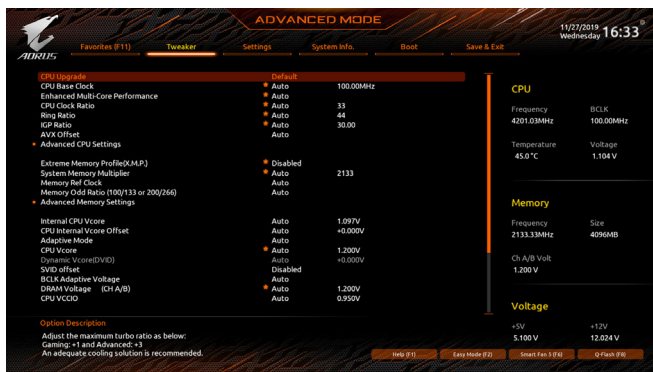 ADVANCED MODE
11/27/2019
Wednesday
16:33
AORUS
Favorites (F11) Tweaker Settings System Info. Boot Save & Exit
CPU Upgrade Default
CPU Base Clock Auto 100.00MHz
Enhanced Multi-Core Performance Auto
CPU Clock Ratio Auto 33
Ring Ratio Auto 44
IGP Ratio Auto 30.00
AVX Offset Auto
Advanced CPU Settings
Extreme Memory Profile(X.M.P.) Disabled
System Memory Multiplier Auto 2133
Memory Ref Clock Auto
Memory Odd Ratio (100/133 or 200/266) Auto
Advanced Memory Settings
Internal CPU Vcore Auto 1.097V
CPU Internal Vcore Offset Auto +0.000V
Adaptive Mode Auto
CPU Vcore Auto 1.200V
Dynamic Vcore(DVID) Auto +0.000V
SVID offset Disabled
BCLK Adaptive Voltage Auto
DRAM Voltage (CH A/B) Auto 1.200V
CPU VCCIO Auto 0.950V
CPU
Frequency BCLK
4201.03MHz 100.00MHz
Temperature Voltage
45.0 °C 1.104 V
Memory
Frequency Size
2133.33MHz 4096MB
Ch A/B Volt
1.200 V
Voltage
+5V +12V
5.100 V 12.024 V
Option Description
Adjust the maximum turbo ratio as below:
Gaming: +1 and Advanced: +3
An adequate cooling solution is recommended.
Help (F1) Easy Mode (F2) Smart Fan 5 (F6) Q-Flash (F8)